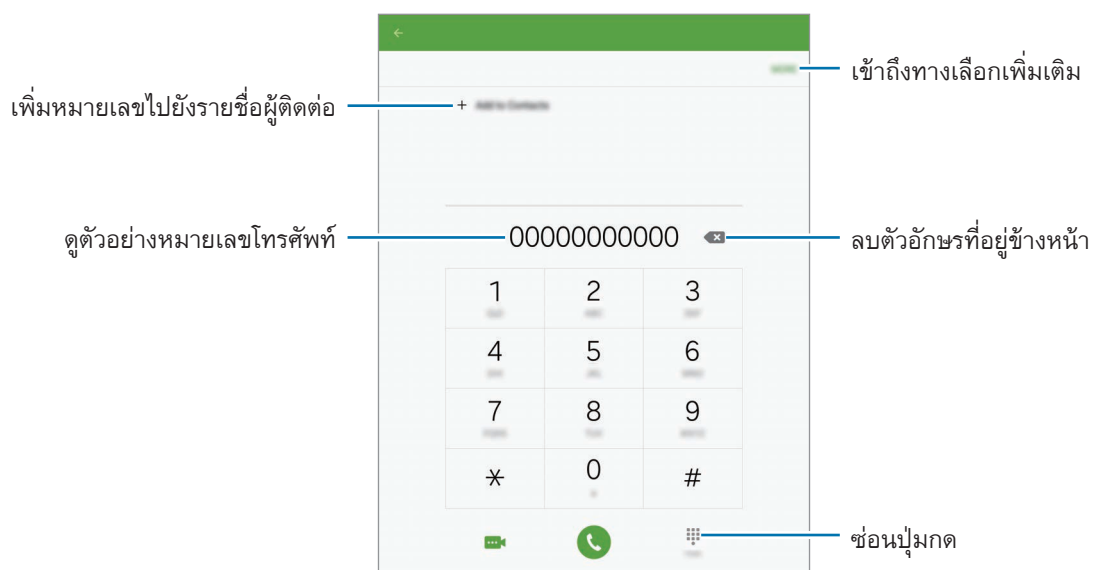 เข้าถึงทางเลือกเพิ่มเติม
MORE
เพิ่มหมายเลขไปยังรายชื่อผู้ติดต่อ
+ Add to Contacts
ดูตัวอย่างหมายเลขโทรศัพท์
00000000000
ลบตัวอักษรที่อยู่ข้างหน้า
1 2 3
ABC
4 5 6
7 8 9
* 0 #
ซ่อนปุ่มกด